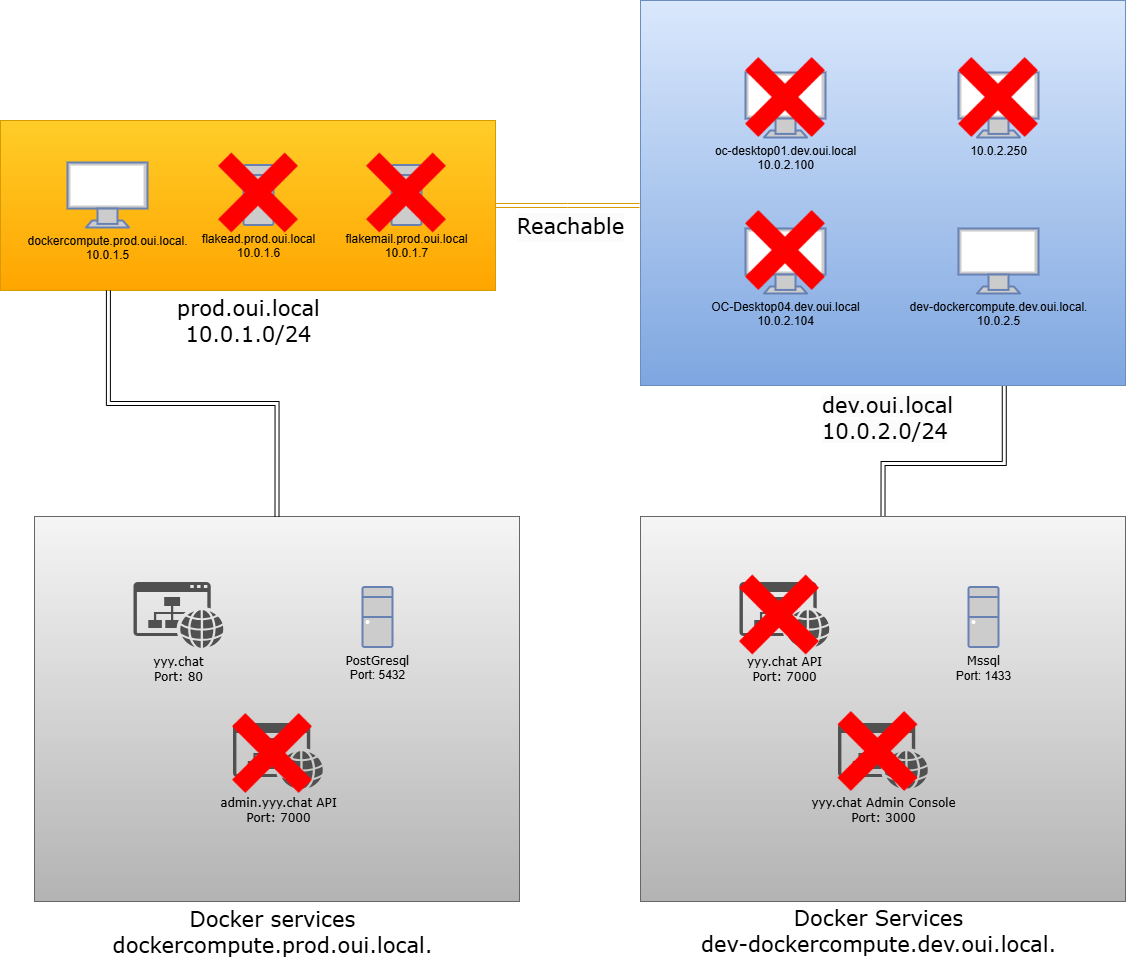 oc-desktop01.dev.oui.local
10.0.2.100
10.0.2.250
dockercompute.prod.oui.local.
10.0.1.5
flakead.prod.oui.local
10.0.1.6
flakemail.prod.oui.local
10.0.1.7
Reachable
OC-Desktop04.dev.oui.local
10.0.2.104
dev-dockercompute.dev.oui.local.
10.0.2.5
prod.oui.local
10.0.1.0/24
dev.oui.local
10.0.2.0/24
yyy.chat
Port: 80
PostGresql
Port: 5432
admin.yyy.chat API
Port: 7000
yyy.chat API
Port: 7000
Mssql
Port: 1433
yyy.chat Admin Console
Port: 3000
Docker services
dockercompute.prod.oui.local.
Docker Services
dev-dockercompute.dev.oui.local.